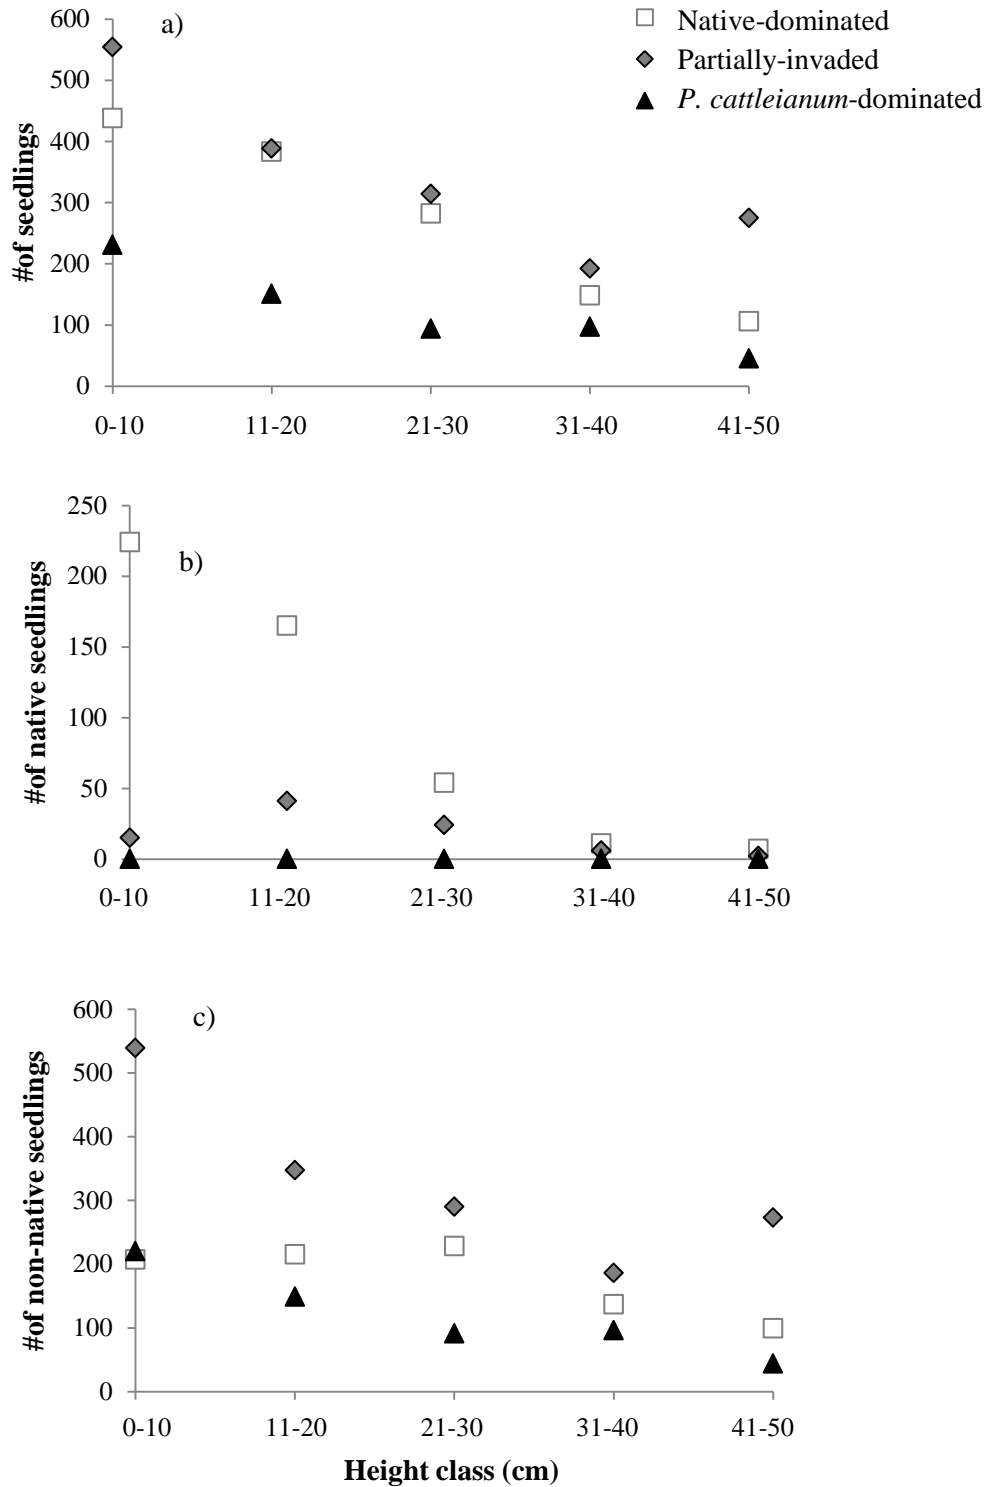 a)
Native-dominated
Partially-invaded
P. cattleianum-dominated
#of seedlings
600
500
400
300
200
100
0
0-10 11-20 21-30 31-40 41-50
b)
#of native seedlings
250
200
150
100
50
0
0-10 11-20 21-30 31-40 41-50
c)
#of non-native seedlings
600
500
400
300
200
100
0
0-10 11-20 21-30 31-40 41-50
Height class (cm)